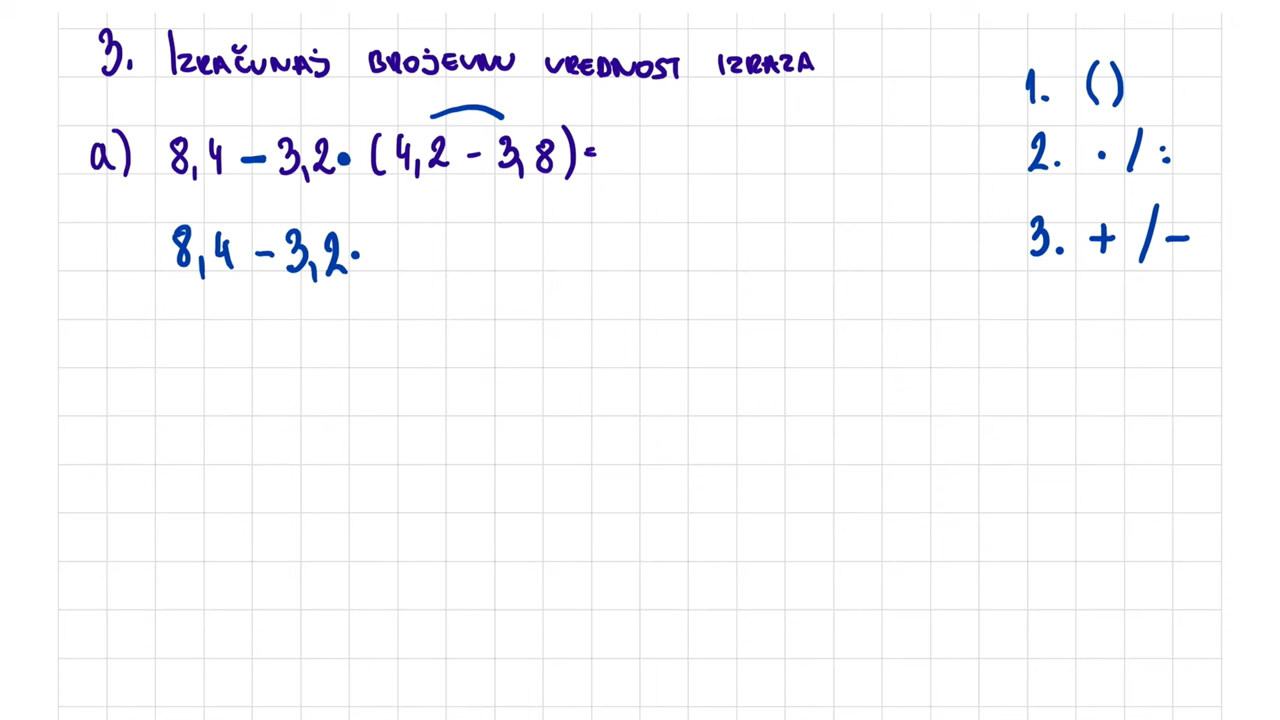 3. IZRAČUNAJ BROJEVNU VREDNOST IZRAZA
a) 8,4 - 3,2 · (4,2 - 3,8) =
8,4 - 3,2 ·
1. ( )
2. · / :
3. + / -